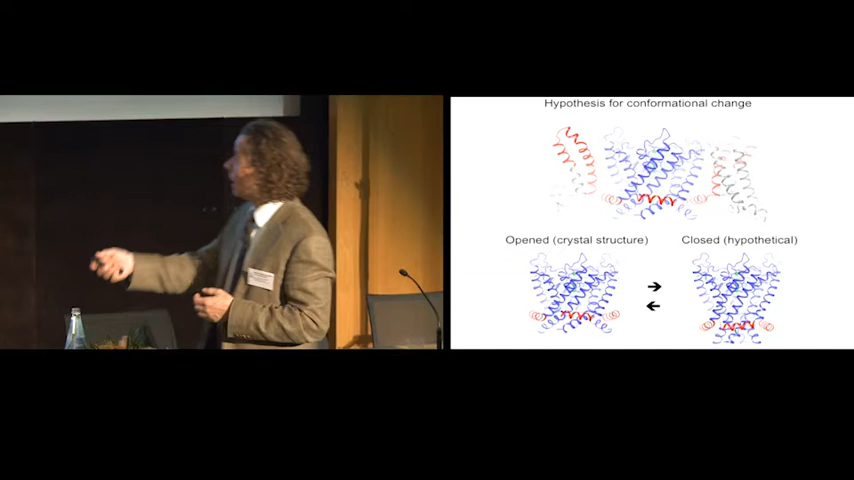 Hypothesis for conformational change
Opened (crystal structure)
Closed (hypothetical)